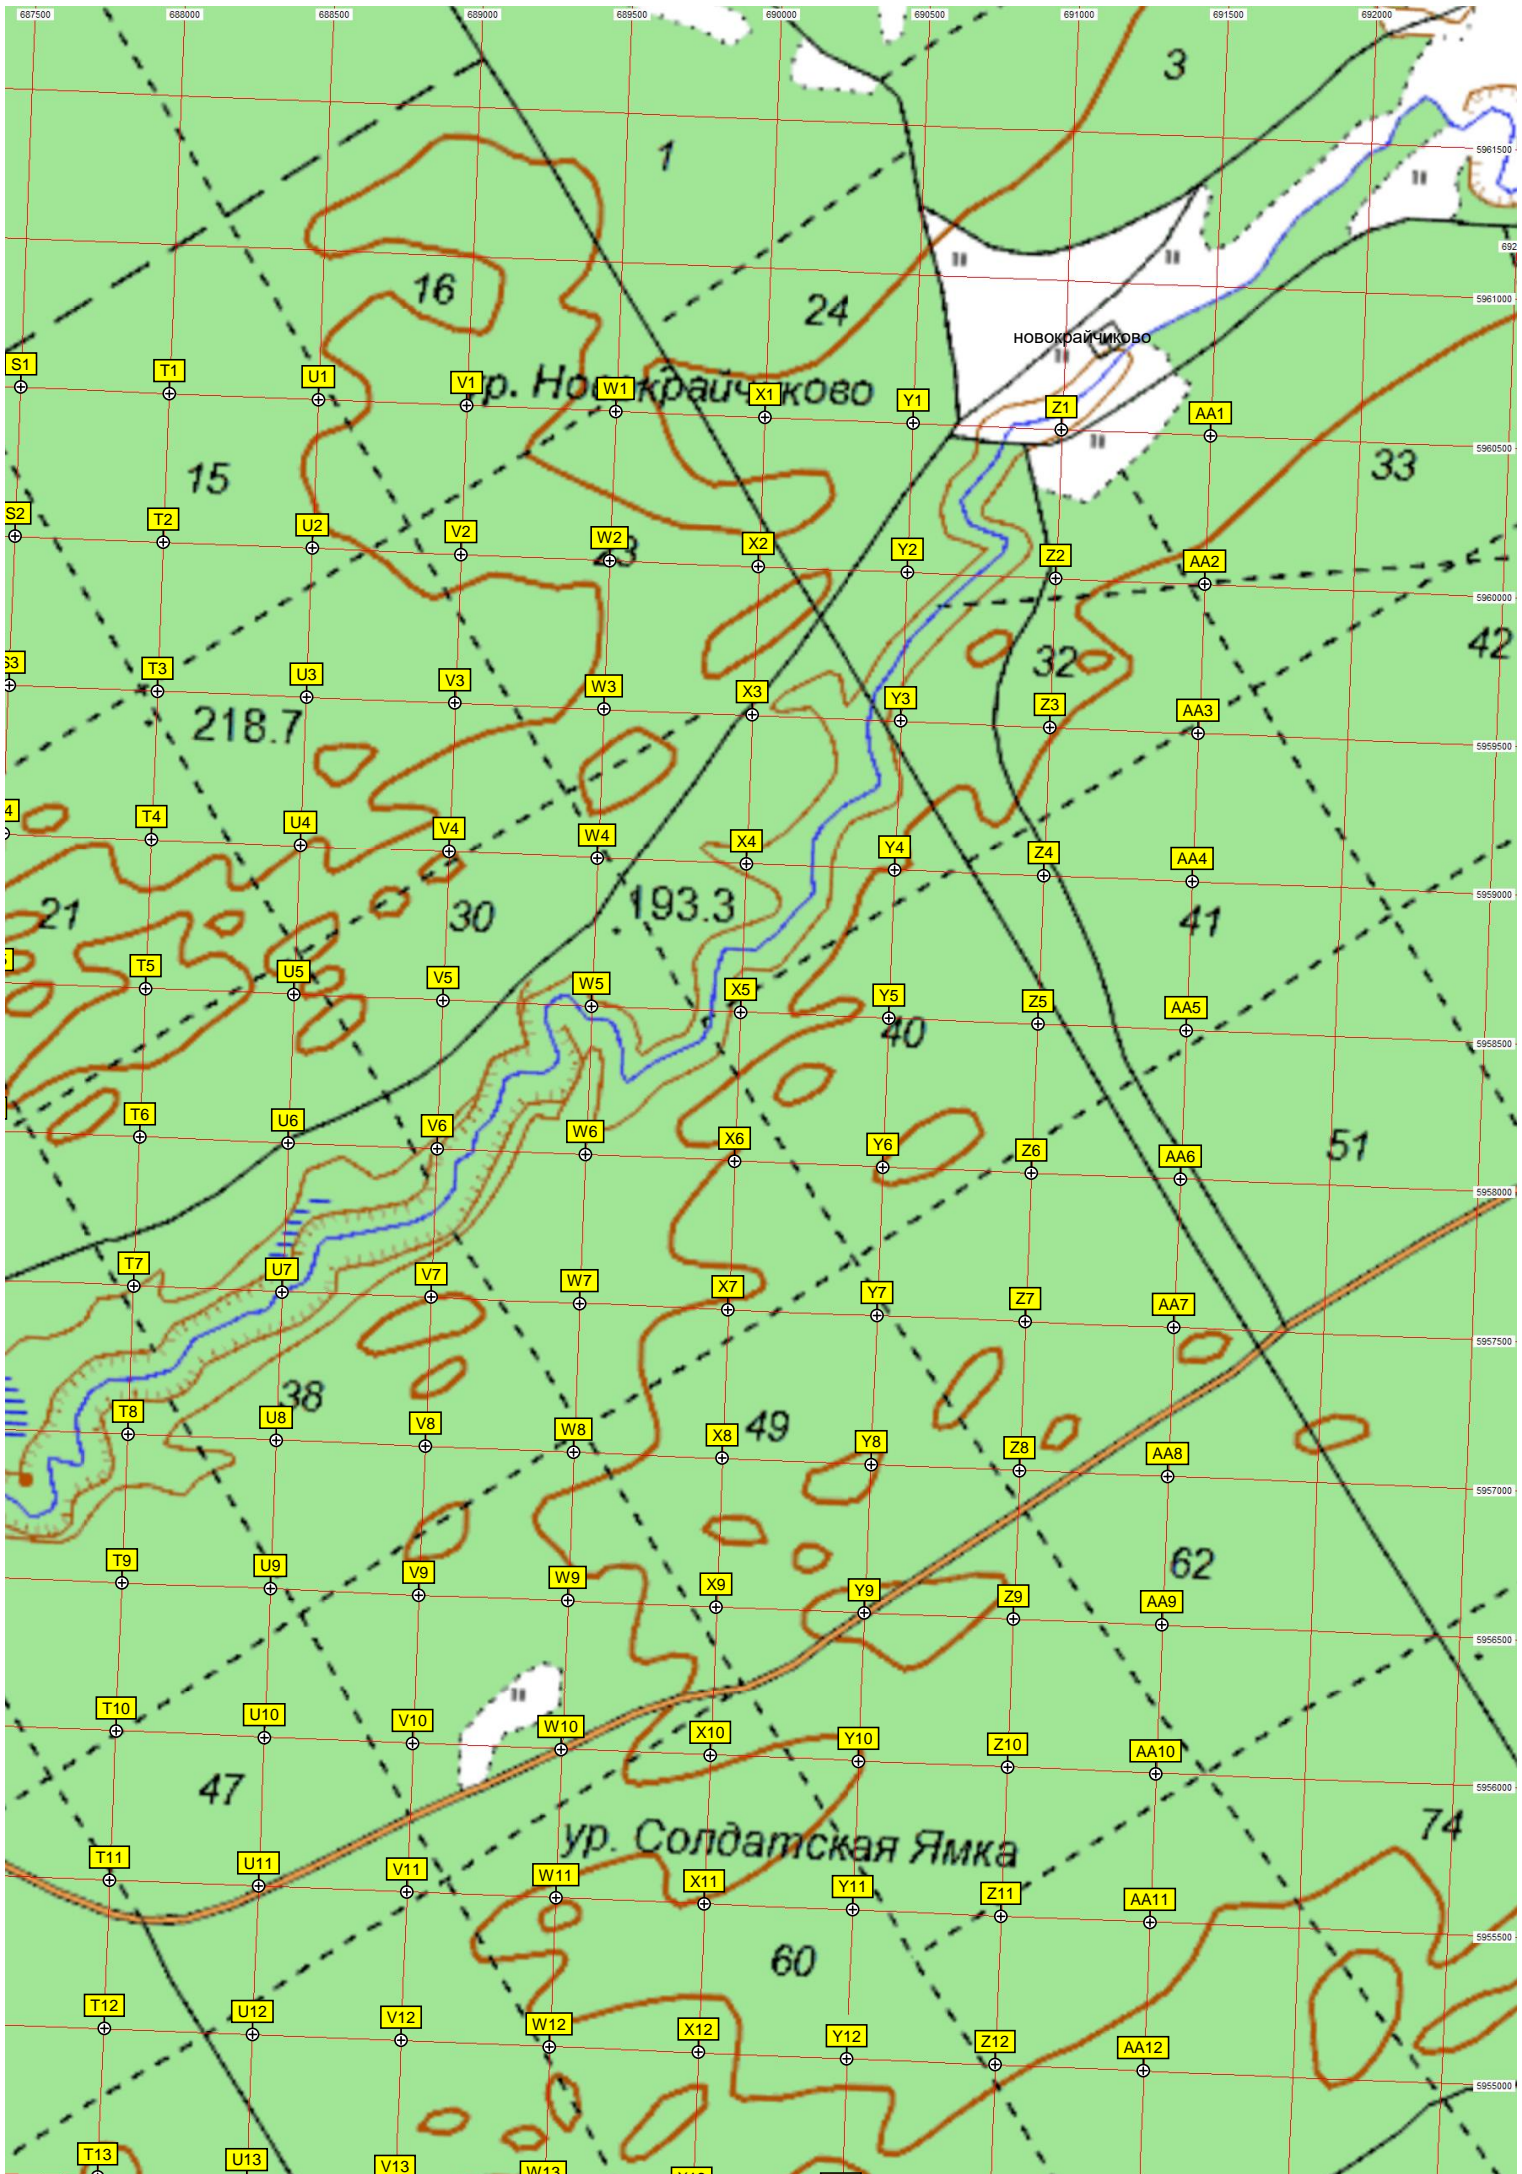 687500 688000 688500 689000 689500 690000 690500 691000 691500 692000
3
1
5961500
692
16
24
5961000
новокрайчиково
S1 T1 U1 V1 W1 X1 Y1 Z1 AA1
ур. Новокрайчиково
5960500
15
33
S2 T2 U2 V2 W2 X2 Y2 Z2 AA2
23
5960000
32
42
S3 T3 U3 V3 W3 X3 Y3 Z3 AA3
218.7
5959500
4 T4 U4 V4 W4 X4 Y4 Z4 AA4
5959000
21
30
193.3
41
T5 U5 V5 W5 X5 Y5 Z5 AA5
40
5958500
T6 U6 V6 W6 X6 Y6 Z6 AA6
51
5958000
T7 U7 V7 W7 X7 Y7 Z7 AA7
5957500
38
49
T8 U8 V8 W8 X8 Y8 Z8 AA8
5957000
62
T9 U9 V9 W9 X9 Y9 Z9 AA9
5956500
T10 U10 V10 W10 X10 Y10 Z10 AA10
47
5956000
ур. Солдатская Ямка
74
T11 U11 V11 W11 X11 Y11 Z11 AA11
5955500
60
T12 U12 V12 W12 X12 Y12 Z12 AA12
5955000
T13 U13 V13 W13